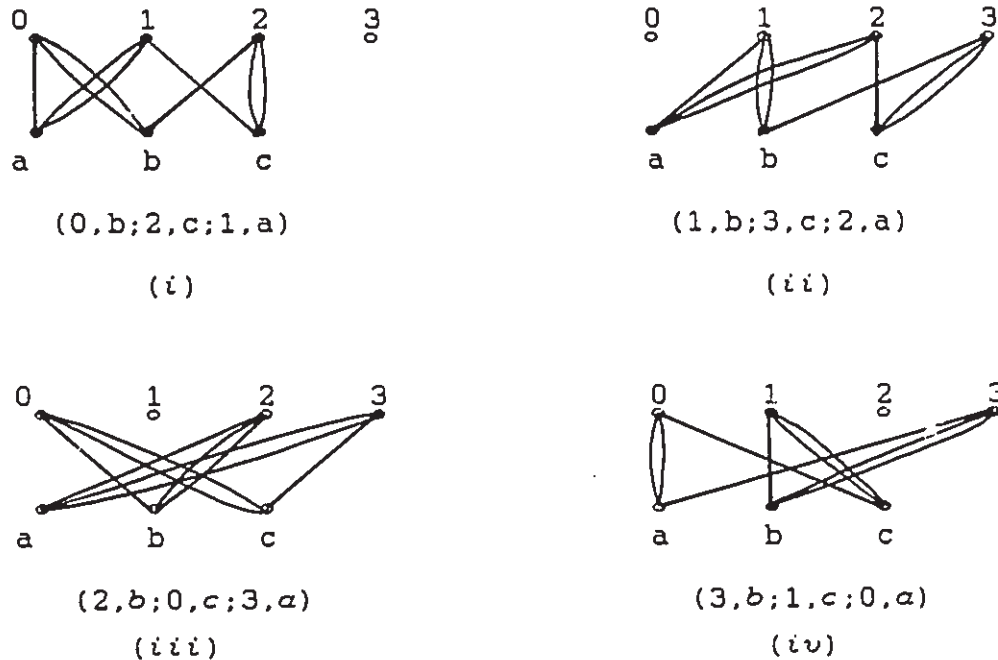 0 1 2 3
a b c
(0,b;2,c;1,a)
(i)
0 1 2 3
a b c
(1,b;3,c;2,a)
(ii)
0 1 2 3
a b c
(2,b;0,c;3,a)
(iii)
0 1 2 3
a b c
(3,b;1,c;0,a)
(iv)